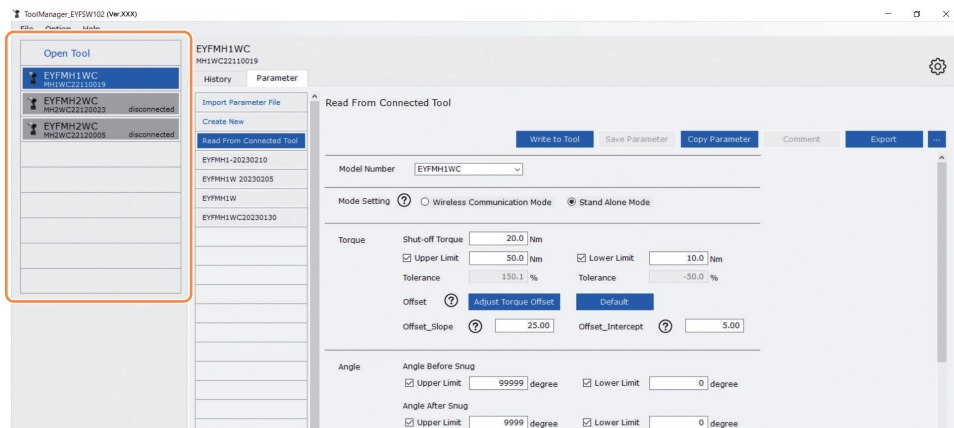 ToolManager_EYFSW102 (Ver.XXX)
File Option Help
Open Tool
EYFMH1WC
MH1WC22110019
EYFMH2WC
MH2WC22120023 disconnected
EYFMH2WC
MH2WC22120005 disconnected
EYFMH1WC
MH1WC22110019
History Parameter
Import Parameter File
Create New
Read From Connected Tool
EYFMH1-20230210
EYFMH1W 20230205
EYFMH1W
EYFMH1WC20230130
Read From Connected Tool
Write to Tool Save Parameter Copy Parameter Comment Export ...
Model Number EYFMH1WC
Mode Setting ? Wireless Communication Mode Stand Alone Mode
Torque Shut-off Torque 20.0 Nm
Upper Limit 50.0 Nm Lower Limit 10.0 Nm
Tolerance 150.1 % Tolerance -50.0 %
Offset ? Adjust Torque Offset Default
Offset_Slope ? 25.00 Offset_Intercept ? 5.00
Angle Angle Before Snug
Upper Limit 99999 degree Lower Limit 0 degree
Angle After Snug
Upper Limit 9999 degree Lower Limit 0 degree